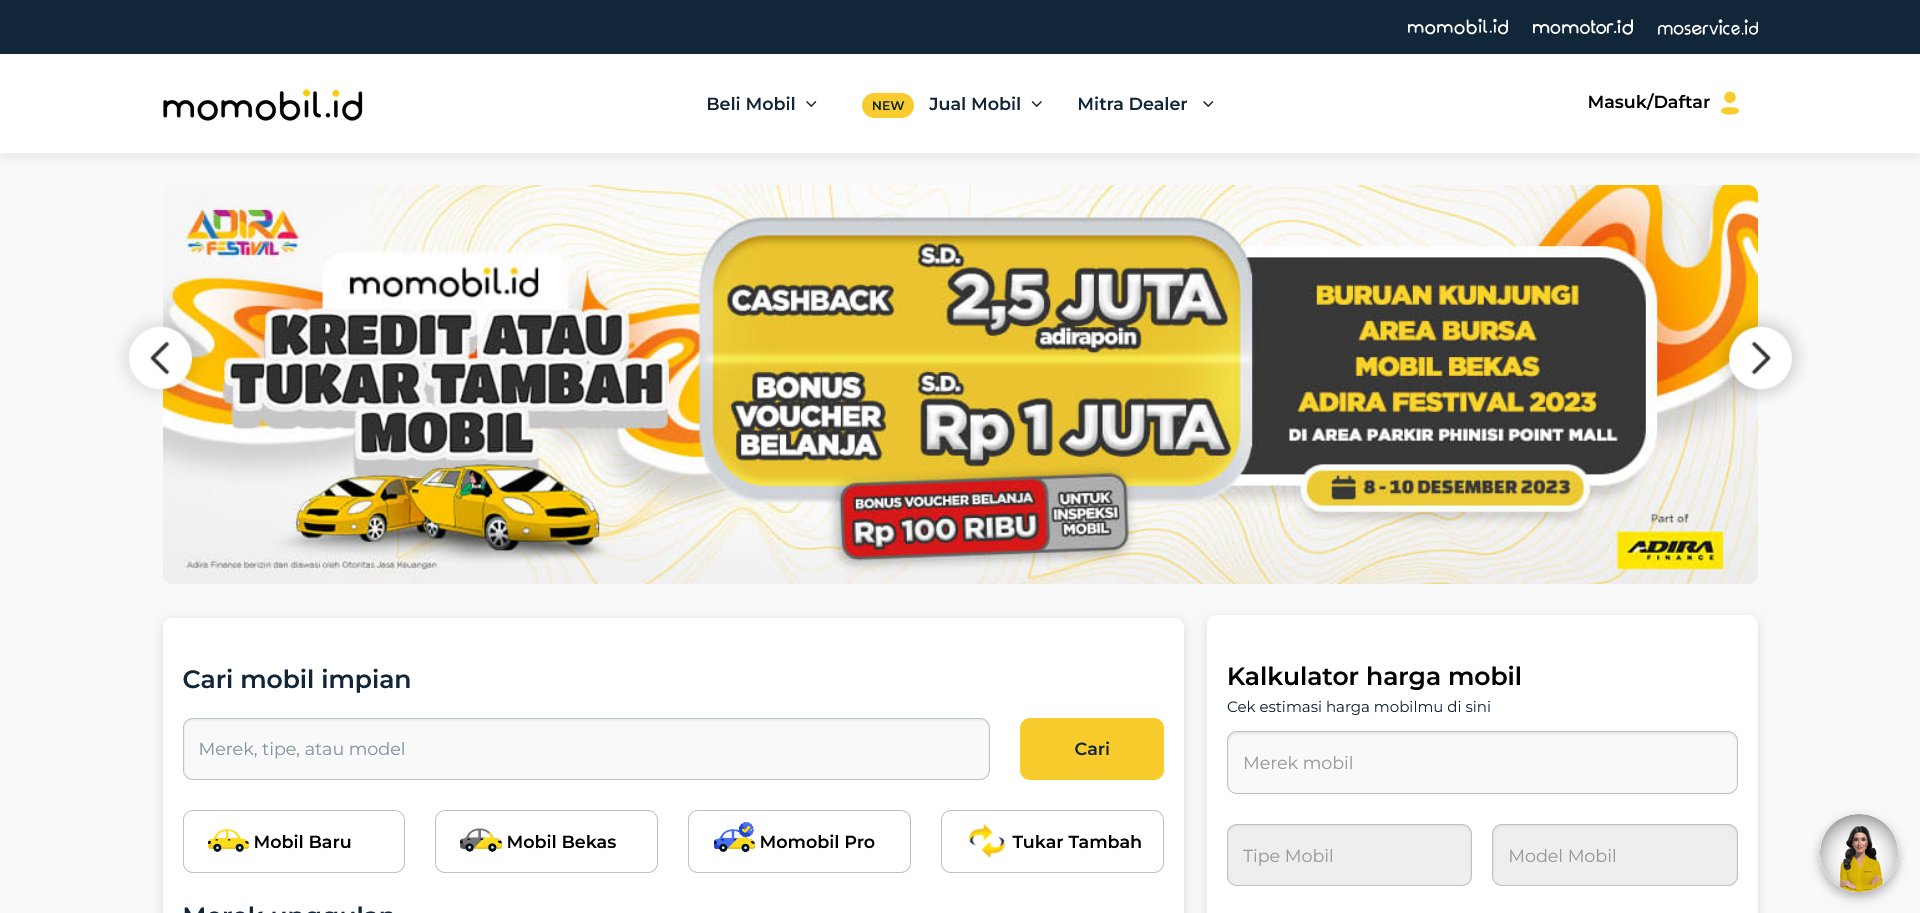 momobil.id momotor.id moservice.id
momobil.id
Beli Mobil
NEW Jual Mobil
Mitra Dealer
Masuk/Daftar
ADIRA
FESTIVAL
momobil.id
KREDIT ATAU
TUKAR TAMBAH
MOBIL
CASHBACK
S.D.
2,5 JUTA
adirapoin
BONUS
VOUCHER
BELANJA
S.D.
Rp 1 JUTA
BONUS VOUCHER BELANJA
Rp 100 RIBU
UNTUK
INSPEKSI
MOBIL
BURUAN KUNJUNGI
AREA BURSA
MOBIL BEKAS
ADIRA FESTIVAL 2023
DI AREA PARKIR PHINISI POINT MALL
8 - 10 DESEMBER 2023
Part of
ADIRA
FINANCE
Adira Finance berizin dan diawasi oleh Otoritas Jasa Keuangan
Cari mobil impian
Merek, tipe, atau model
Cari
Mobil Baru
Mobil Bekas
Momobil Pro
Tukar Tambah
Merek unggulan
Kalkulator harga mobil
Cek estimasi harga mobilmu di sini
Merek mobil
Tipe Mobil
Model Mobil